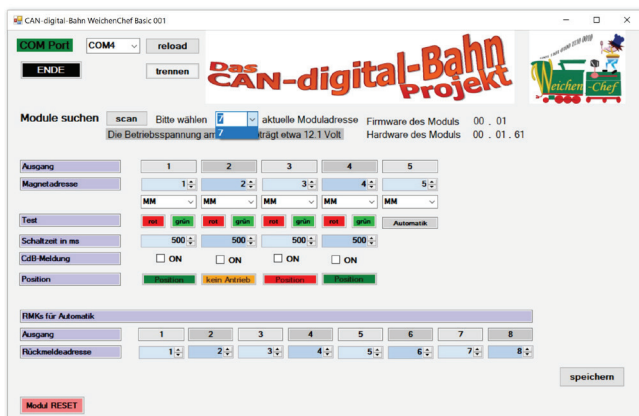 CAN-digital-Bahn WeichenChef Basic 001
COM Port COM4 reload
ENDE trennen
Das CAN-digital-Bahn Projekt
Weichen-Chef
Module suchen scan Bitte wählen 7 aktuelle Moduladresse Firmware des Moduls 00 . 01
7
Die Betriebsspannung am eträgt etwa 12.1 Volt Hardware des Moduls 00 . 01 . 61
Ausgang 1 2 3 4 5
Magnetadresse 1 2 3 4 5
MM MM MM MM MM
Test rot grün rot grün rot grün rot grün Automatik
Schaltzeit in ms 500 500 500 500
CdB-Meldung ON ON ON ON
Position Position kein Antrieb Position Position
RMKs für Automatik
Ausgang 1 2 3 4 5 6 7 8
Rückmeldeadresse 1 2 3 4 5 6 7 8
speichern
Modul RESET